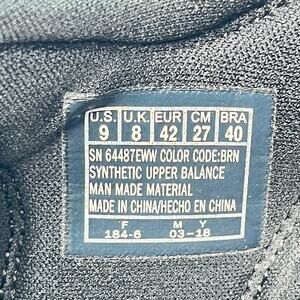 U.S. U.K. EUR CM BRA
9 8 42 27 40
SN 64487EWW COLOR CODE:BRN
SYNTHETIC UPPER BALANCE
MAN MADE MATERIAL
MADE IN CHINA/HECHO EN CHINA
F M Y
184-6 03-18